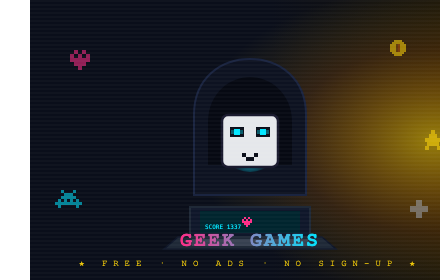 SCORE 1337
GEEK GAMES
★ FREE · NO ADS · NO SIGN-UP ★